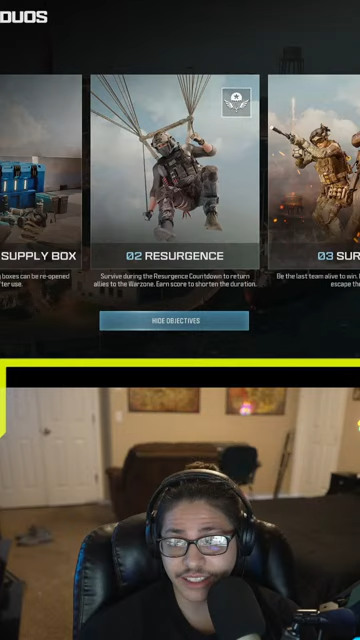 DUOS
SUPPLY BOX
boxes can be re-opened
after use.
02 RESURGENCE
Survive during the Resurgence Countdown to return
allies to the Warzone. Earn score to shorten the duration.
03 SUR
Be the last team alive to win.
escape the
HIDE OBJECTIVES